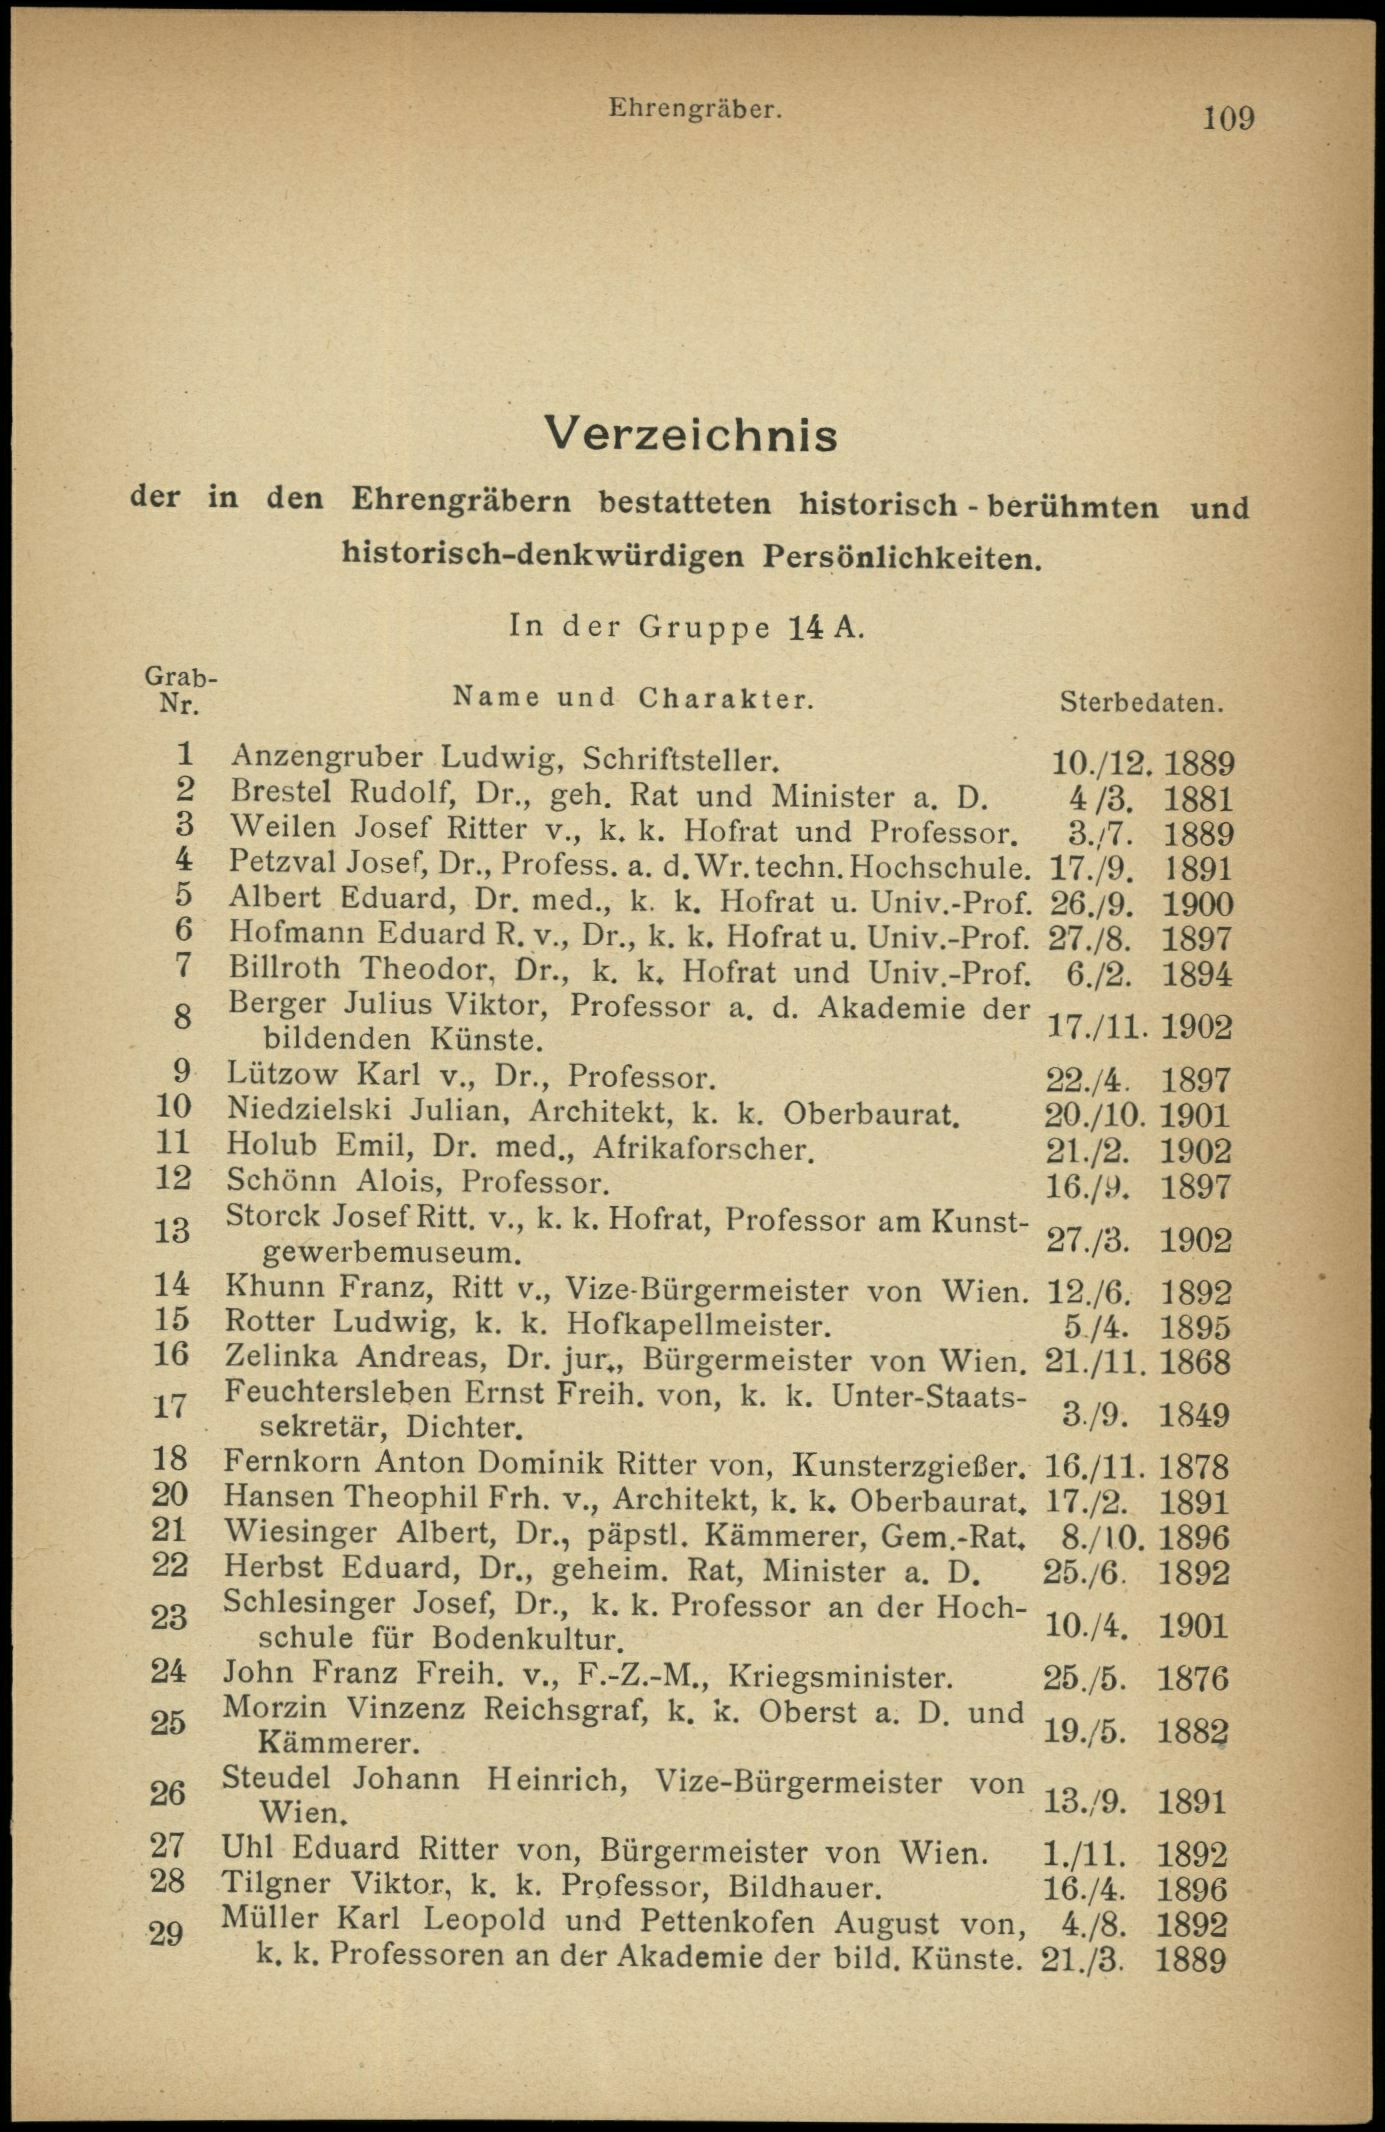 Ehrengräber.
109
Verzeichnis
der in den Ehrengräbern bestatteten historisch - berühmten und
historisch-denkwürdigen Persönlichkeiten.
In der Gruppe 14 A.
Grab-
Nr. Name und Charakter. Sterbedaten.
1 Anzengruber Ludwig, Schriftsteller. 10./12. 1889
2 Brestel Rudolf, Dr., geh. Rat und Minister a. D. 4/3. 1881
3 Weilen Josef Ritter v., k. k. Hofrat und Professor. 3./7. 1889
4 Petzval Josef, Dr., Profess. a. d. Wr. techn. Hochschule. 17./9. 1891
5 Albert Eduard, Dr. med., k. k. Hofrat u. Univ.-Prof. 26./9. 1900
6 Hofmann Eduard R. v., Dr., k. k. Hofrat u. Univ.-Prof. 27./8. 1897
7 Billroth Theodor, Dr., k. k. Hofrat und Univ.-Prof. 6./2. 1894
8 Berger Julius Viktor, Professor a. d. Akademie der
bildenden Künste. 17./11. 1902
9 Lützow Karl v., Dr., Professor. 22./4. 1897
10 Niedzielski Julian, Architekt, k. k. Oberbaurat. 20./10. 1901
11 Holub Emil, Dr. med., Afrikaforscher. 21./2. 1902
12 Schönn Alois, Professor. 16./9. 1897
13 Storck Josef Ritt. v., k. k. Hofrat, Professor am Kunst-
gewerbemuseum. 27./3. 1902
14 Khunn Franz, Ritt v., Vize-Bürgermeister von Wien. 12./6. 1892
15 Rotter Ludwig, k. k. Hofkapellmeister. 5./4. 1895
16 Zelinka Andreas, Dr. jur., Bürgermeister von Wien. 21./11. 1868
17 Feuchtersleben Ernst Freih. von, k. k. Unter-Staats-
sekretär, Dichter. 3./9. 1849
18 Fernkorn Anton Dominik Ritter von, Kunsterzgießer. 16./11. 1878
20 Hansen Theophil Frh. v., Architekt, k. k. Oberbaurat. 17./2. 1891
21 Wiesinger Albert, Dr., päpstl. Kämmerer, Gem.-Rat. 8./10. 1896
22 Herbst Eduard, Dr., geheim. Rat, Minister a. D. 25./6. 1892
23 Schlesinger Josef, Dr., k. k. Professor an der Hoch-
schule für Bodenkultur. 10./4. 1901
24 John Franz Freih. v., F.-Z.-M., Kriegsminister. 25./5. 1876
25 Morzin Vinzenz Reichsgraf, k. k. Oberst a. D. und
Kämmerer. 19./5. 1882
26 Steudel Johann Heinrich, Vize-Bürgermeister von
Wien. 13./9. 1891
27 Uhl Eduard Ritter von, Bürgermeister von Wien. 1./11. 1892
28 Tilgner Viktor, k. k. Professor, Bildhauer. 16./4. 1896
29 Müller Karl Leopold und Pettenkofen August von, 4./8. 1892
k. k. Professoren an der Akademie der bild. Künste. 21./3. 1889